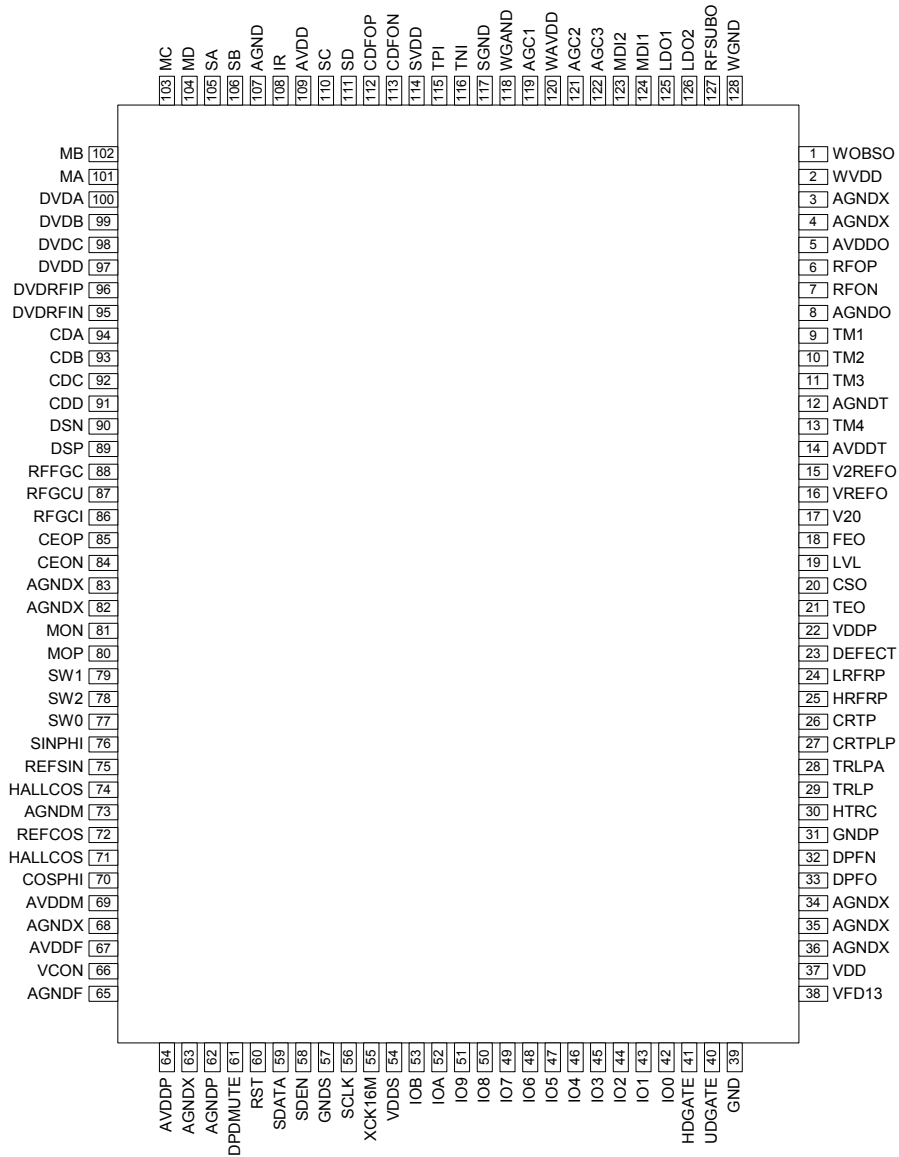 MC
MD
SA
SB
AGND
IR
AVDD
SC
SD
CDFOP
CDFON
SVDD
TPI
TNI
SGND
WGAND
AGC1
WAVDD
AGC2
AGC3
MDI2
MDI1
LDO1
LDO2
RFSUBO
WGND
103
104
105
106
107
108
109
110
111
112
113
114
115
116
117
118
119
120
121
122
123
124
125
126
127
128
MB 102
MA 101
DVDA 100
DVDB 99
DVDC 98
DVDD 97
DVDRFIP 96
DVDRFIN 95
CDA 94
CDB 93
CDC 92
CDD 91
DSN 90
DSP 89
RFFGC 88
RFGCU 87
RFGCI 86
CEOP 85
CEON 84
AGNDX 83
AGNDX 82
MON 81
MOP 80
SW1 79
SW2 78
SW0 77
SINPHI 76
REFSIN 75
HALLCOS 74
AGNDM 73
REFCOS 72
HALLCOS 71
COSPHI 70
AVDDM 69
AGNDX 68
AVDDF 67
VCON 66
AGNDF 65
1 WOBSO
2 WVDD
3 AGNDX
4 AGNDX
5 AVDDO
6 RFOP
7 RFON
8 AGNDO
9 TM1
10 TM2
11 TM3
12 AGNDT
13 TM4
14 AVDDT
15 V2REFO
16 VREFO
17 V20
18 FEO
19 LVL
20 CSO
21 TEO
22 VDDP
23 DEFECT
24 LRFRP
25 HRFRP
26 CRTP
27 CRTPLP
28 TRLPA
29 TRLP
30 HTRC
31 GNDP
32 DPFN
33 DPFO
34 AGNDX
35 AGNDX
36 AGNDX
37 VDD
38 VFD13
64
63
62
61
60
59
58
57
56
55
54
53
52
51
50
49
48
47
46
45
44
43
42
41
40
39
AVDDP
AGNDX
AGNDP
DPDMUTE
RST
SDATA
SDEN
GNDS
SCLK
XCK16M
VDDS
IOB
IOA
IO9
IO8
IO7
IO6
IO5
IO4
IO3
IO2
IO1
IO0
HDGATE
UDGATE
GND